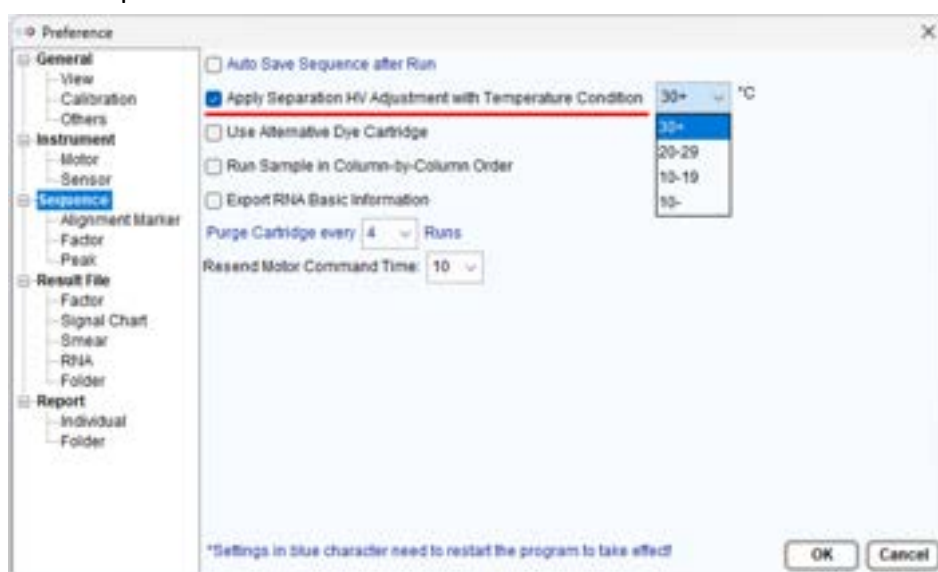 Preference
General
View
Calibration
Others
Instrument
Motor
Sensor
Sequence
Alignment Marker
Factor
Peak
Result File
Factor
Signal Chart
Smear
RNA
Folder
Report
Individual
Folder
Auto Save Sequence after Run
Apply Separation HV Adjustment with Temperature Condition 30+ °C
30+
20-29
10-19
10-
Use Alternative Dye Cartridge
Run Sample in Column-by-Column Order
Export RNA Basic Information
Purge Cartridge every 4 Runs
Resend Motor Command Time: 10
*Settings in blue character need to restart the program to take effect!
OK Cancel